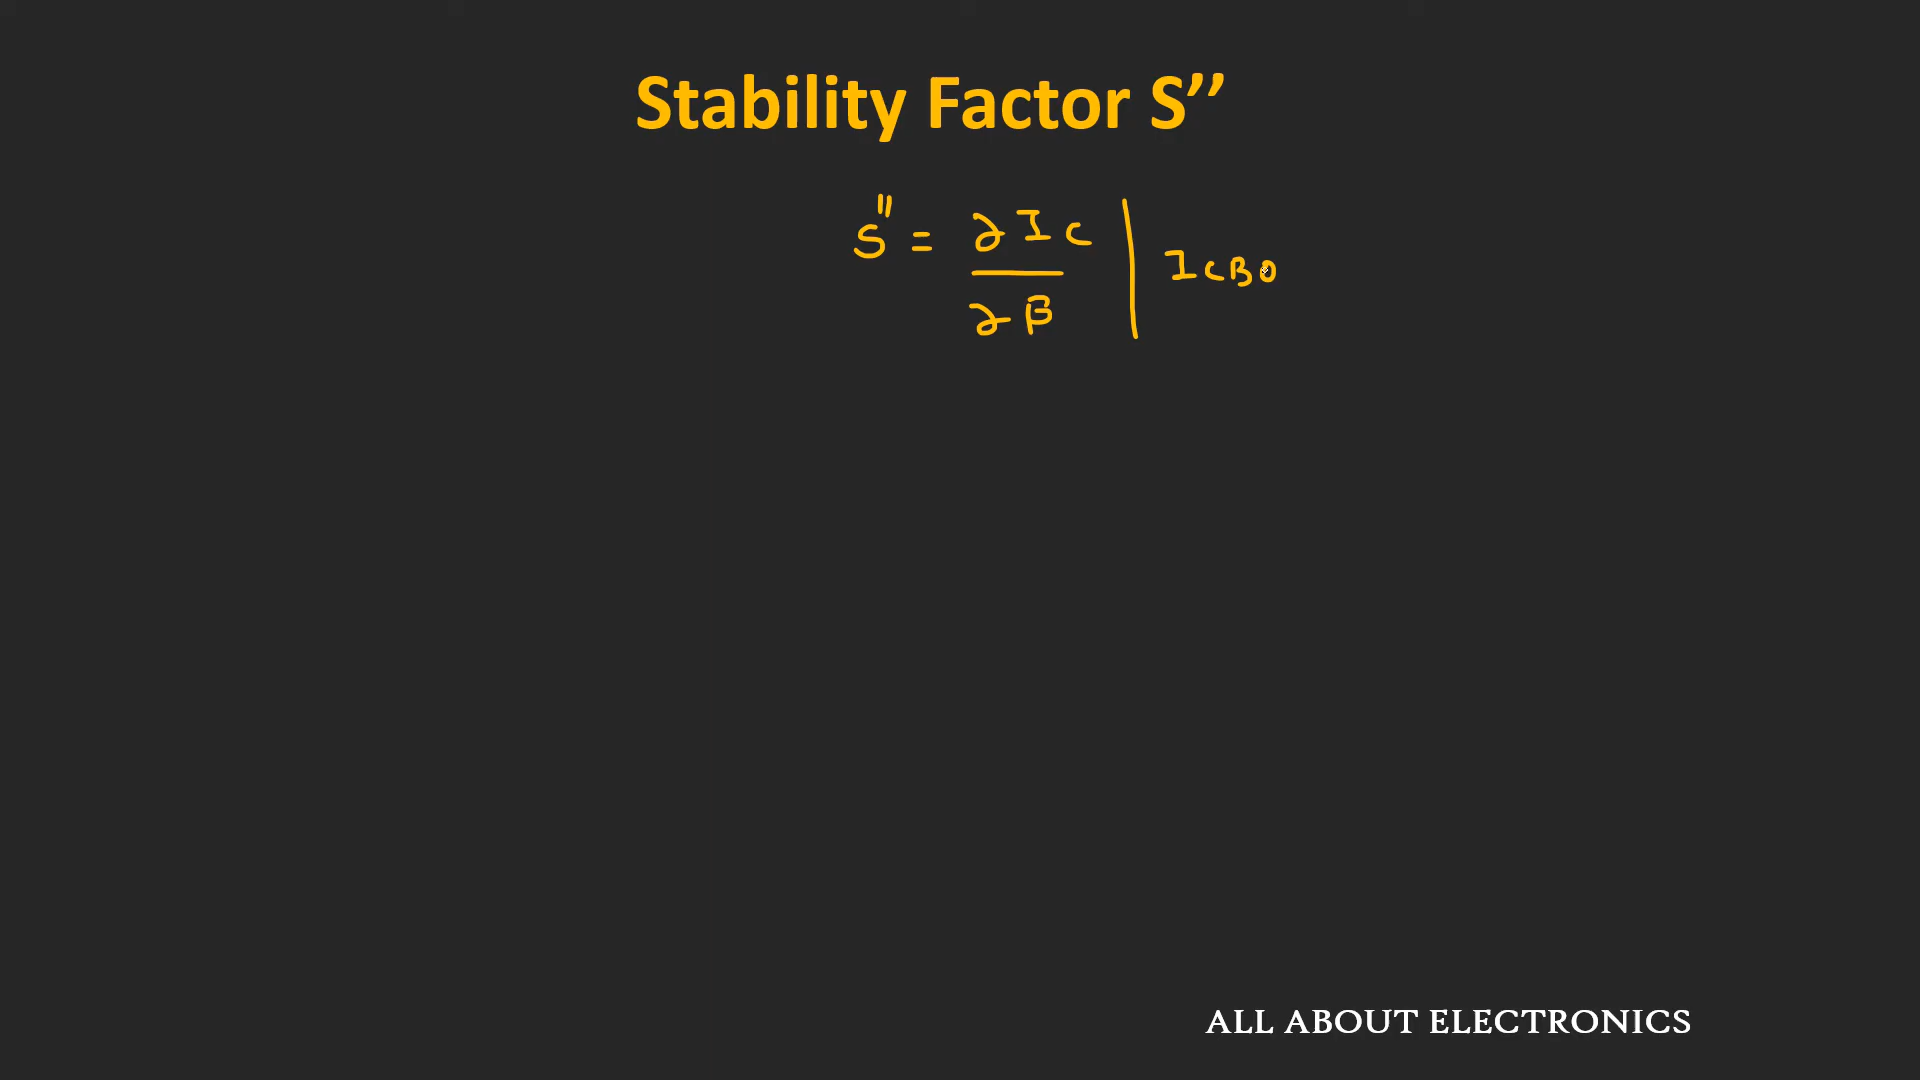 Stability Factor S’’
S" = ∂Ic / ∂β | ICBO
ALL ABOUT ELECTRONICS